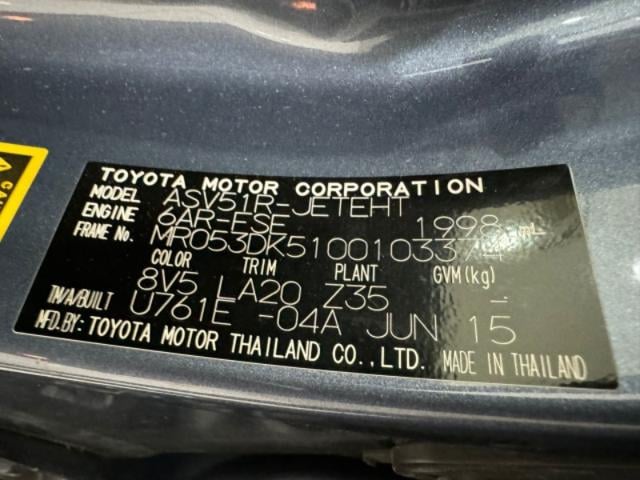 TOYOTA MOTOR CORPORATION
MODEL ASV51R-JETEHT
ENGINE 6AR-FSE 1998 mL
FRAME No. MR053DK5100103374
COLOR TRIM PLANT GVM(kg)
8V5 LA20 Z35 -
TM/A/BUILT U761E -04A JUN 15
MFD.BY: TOYOTA MOTOR THAILAND CO.,LTD. MADE IN THAILAND